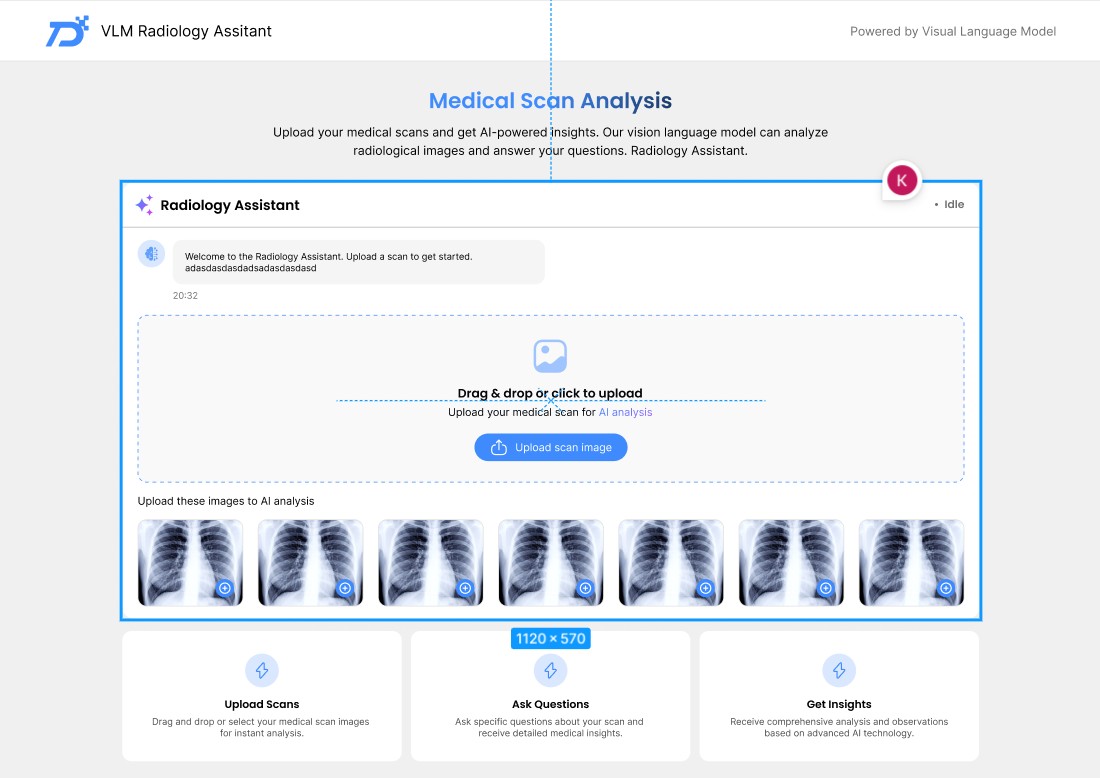 VLM Radiology Assitant
Powered by Visual Language Model
Medical Scan Analysis
Upload your medical scans and get AI-powered insights. Our vision language model can analyze
radiological images and answer your questions. Radiology Assistant.
K
Radiology Assistant
• Idle
Welcome to the Radiology Assistant. Upload a scan to get started.
adasdasdasdadsadasdasdasd
20:32
Drag & drop or click to upload
Upload your medical scan for AI analysis
Upload scan image
Upload these images to AI analysis
1120 × 570
Upload Scans
Drag and drop or select your medical scan images
for instant analysis.
Ask Questions
Ask specific questions about your scan and
receive detailed medical insights.
Get Insights
Receive comprehensive analysis and observations
based on advanced AI technology.